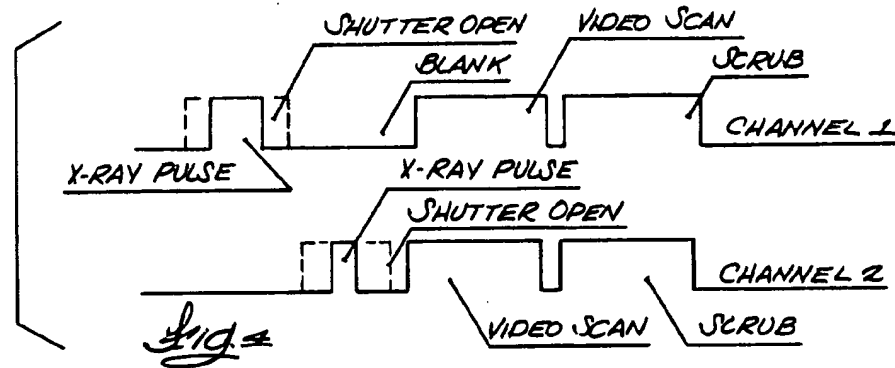 SHUTTER OPEN
VIDEO SCAN
BLANK
SCRUB
CHANNEL 1
X-RAY PULSE
X-RAY PULSE
SHUTTER OPEN
CHANNEL 2
VIDEO SCAN
SCRUB
Fig. 4